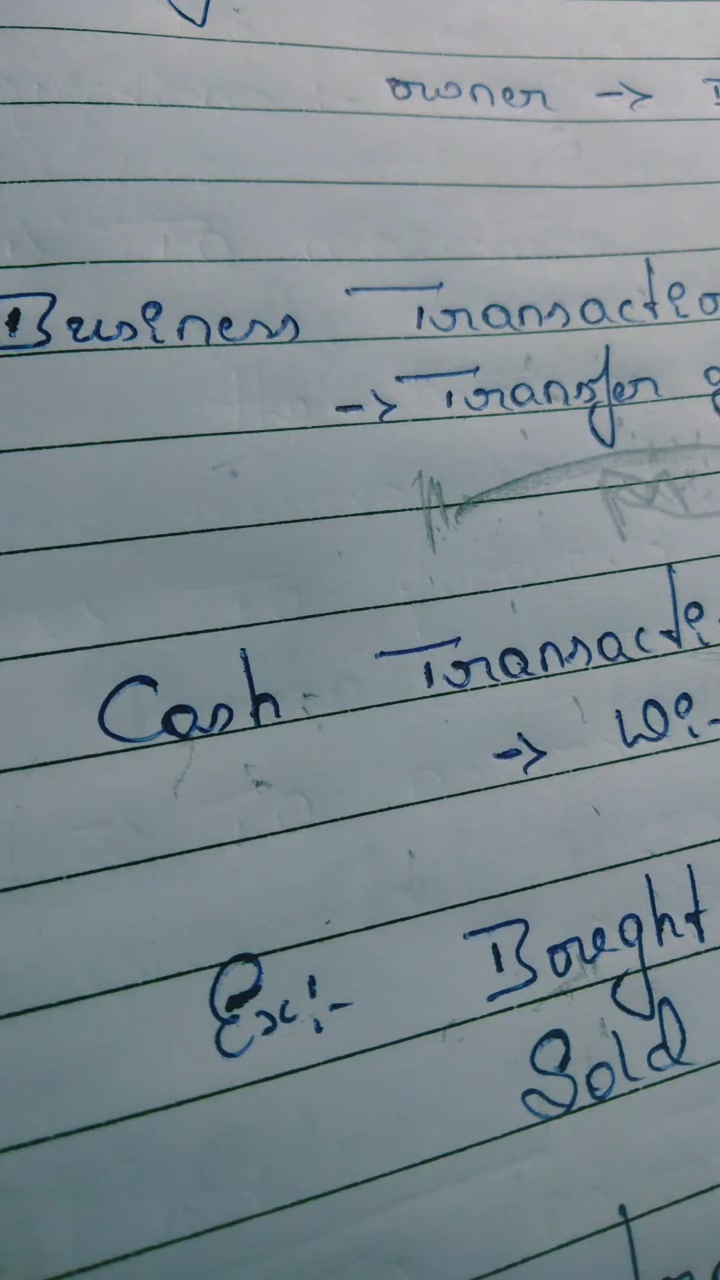 owner →
Business Transactio
→ Transfer
Cash Transacti
→ Wi
Ex:- Bought
Sold